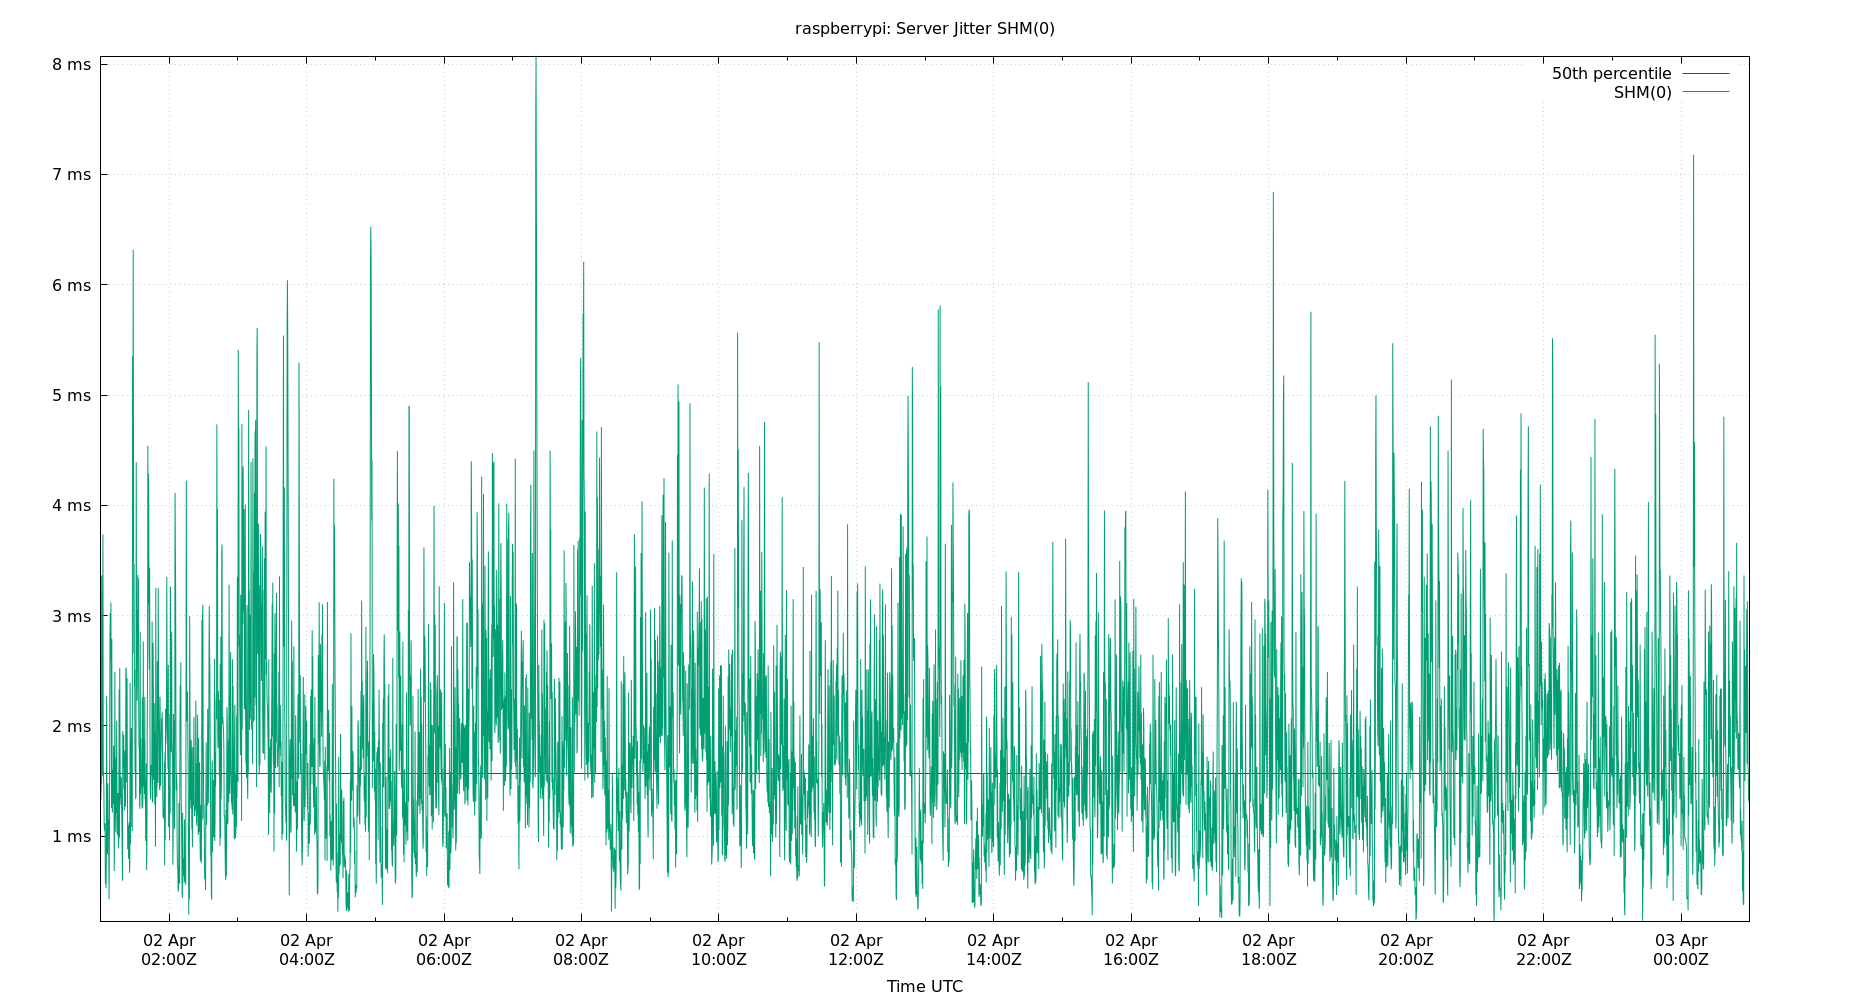 raspberrypi: Server Jitter SHM(0)
8 ms
7 ms
6 ms
5 ms
4 ms
3 ms
2 ms
1 ms
50th percentile
SHM(0)
02 Apr 02 Apr 02 Apr 02 Apr 02 Apr 02 Apr 02 Apr 02 Apr 02 Apr 02 Apr 02 Apr 03 Apr
02:00Z 04:00Z 06:00Z 08:00Z 10:00Z 12:00Z 14:00Z 16:00Z 18:00Z 20:00Z 22:00Z 00:00Z
Time UTC